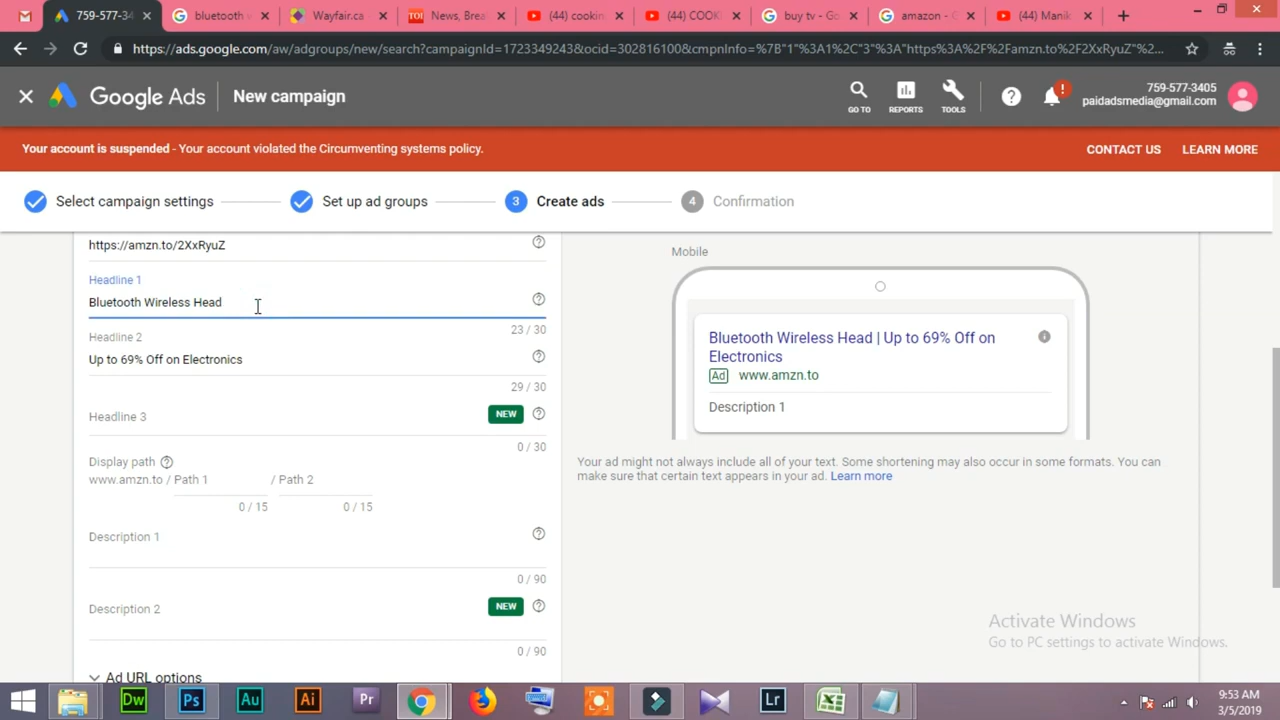 759-577-34
bluetooth v
Wayfair.ca
TOI
News, Brea
(44) cookin
(44) COOK
buy tv - Go
amazon - G
(44) Manik
https://ads.google.com/aw/adgroups/new/search?campaignId=1723349243&ocid=302816100&cmpnInfo=%7B"1"%3A1%2C"3"%3A"https%3A%2F%2Famzn.to%2F2XxRyuZ"%2...
Google Ads
New campaign
GO TO
REPORTS
TOOLS
!
759-577-3405
paidadsmedia@gmail.com
Your account is suspended - Your account violated the Circumventing systems policy.
CONTACT US
LEARN MORE
Select campaign settings
Set up ad groups
3
Create ads
4
Confirmation
https://amzn.to/2XxRyuZ
Headline 1
Bluetooth Wireless Head
23 / 30
Headline 2
Up to 69% Off on Electronics
29 / 30
Headline 3
NEW
0 / 30
Display path
www.amzn.to / Path 1 / Path 2
0 / 15
0 / 15
Description 1
0 / 90
Description 2
NEW
0 / 90
Ad URL options
Mobile
Bluetooth Wireless Head | Up to 69% Off on
Electronics
Ad www.amzn.to
Description 1
Your ad might not always include all of your text. Some shortening may also occur in some formats. You can
make sure that certain text appears in your ad. Learn more
Activate Windows
Go to PC settings to activate Windows.
Dw
Ps
Au
Ai
Pr
Lr
9:53 AM
3/5/2019